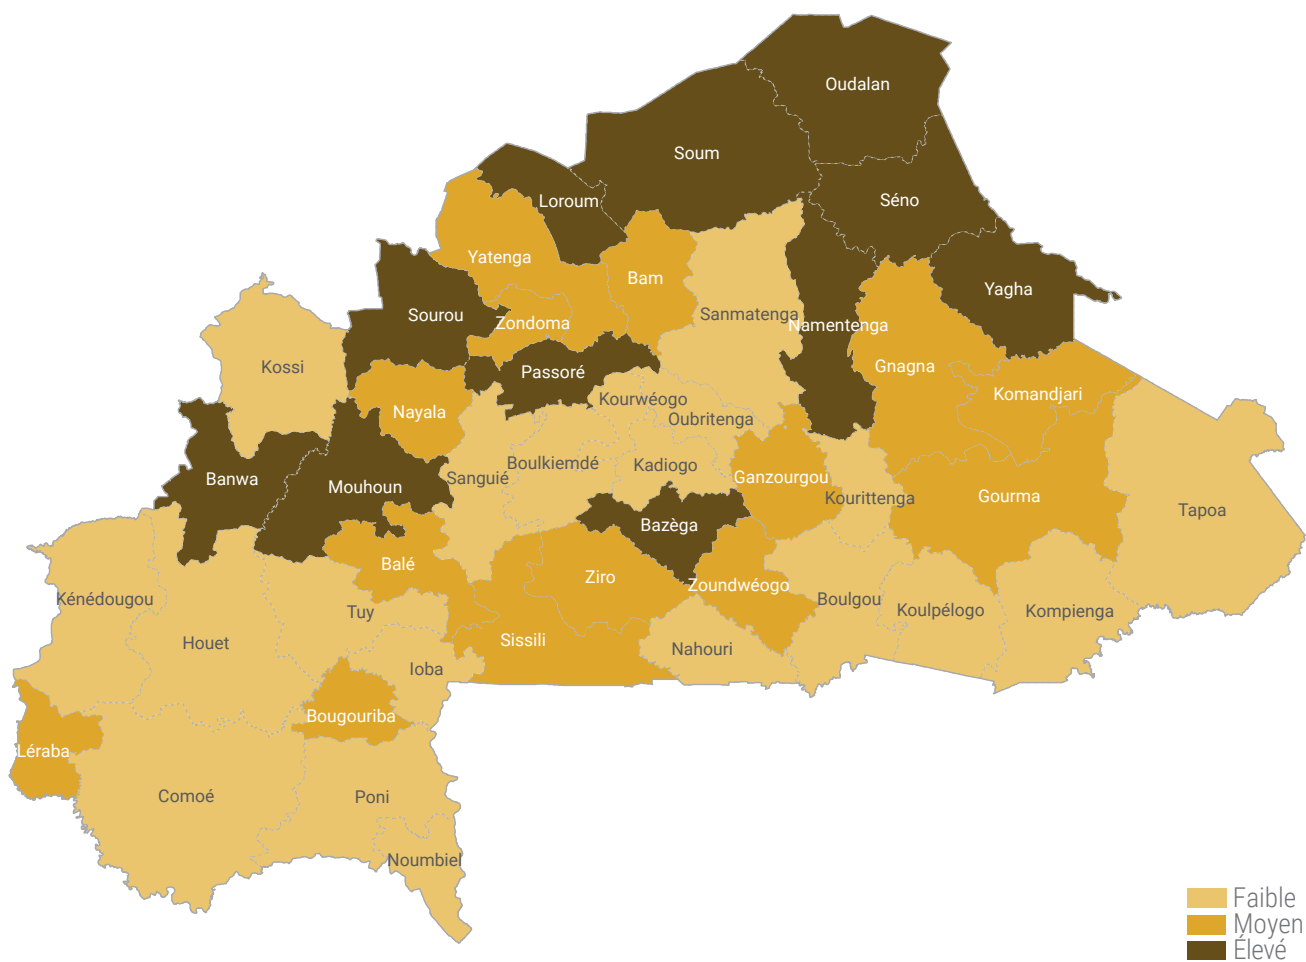 Oudalan
Soum
Séno
Loroum
Yatenga
Bam
Yagha
Sourou
Sanmatenga
Namentenga
Zondoma
Kossi
Passoré
Gnagna
Komandjari
Nayala
Kourwéogo
Oubritenga
Boulkiemdé
Kadiogo
Sanguié
Banwa
Mouhoun
Ganzourgou
Kourittenga
Gourma
Tapoa
Bazèga
Balé
Ziro
Zoundwéogo
Kénédougou
Tuy
Boulgou
Koulpélogo
Kompienga
Houet
Sissili
Nahouri
Ioba
Bougouriba
Léraba
Comoé
Poni
Noumbiel
Faible
Moyen
Élevé